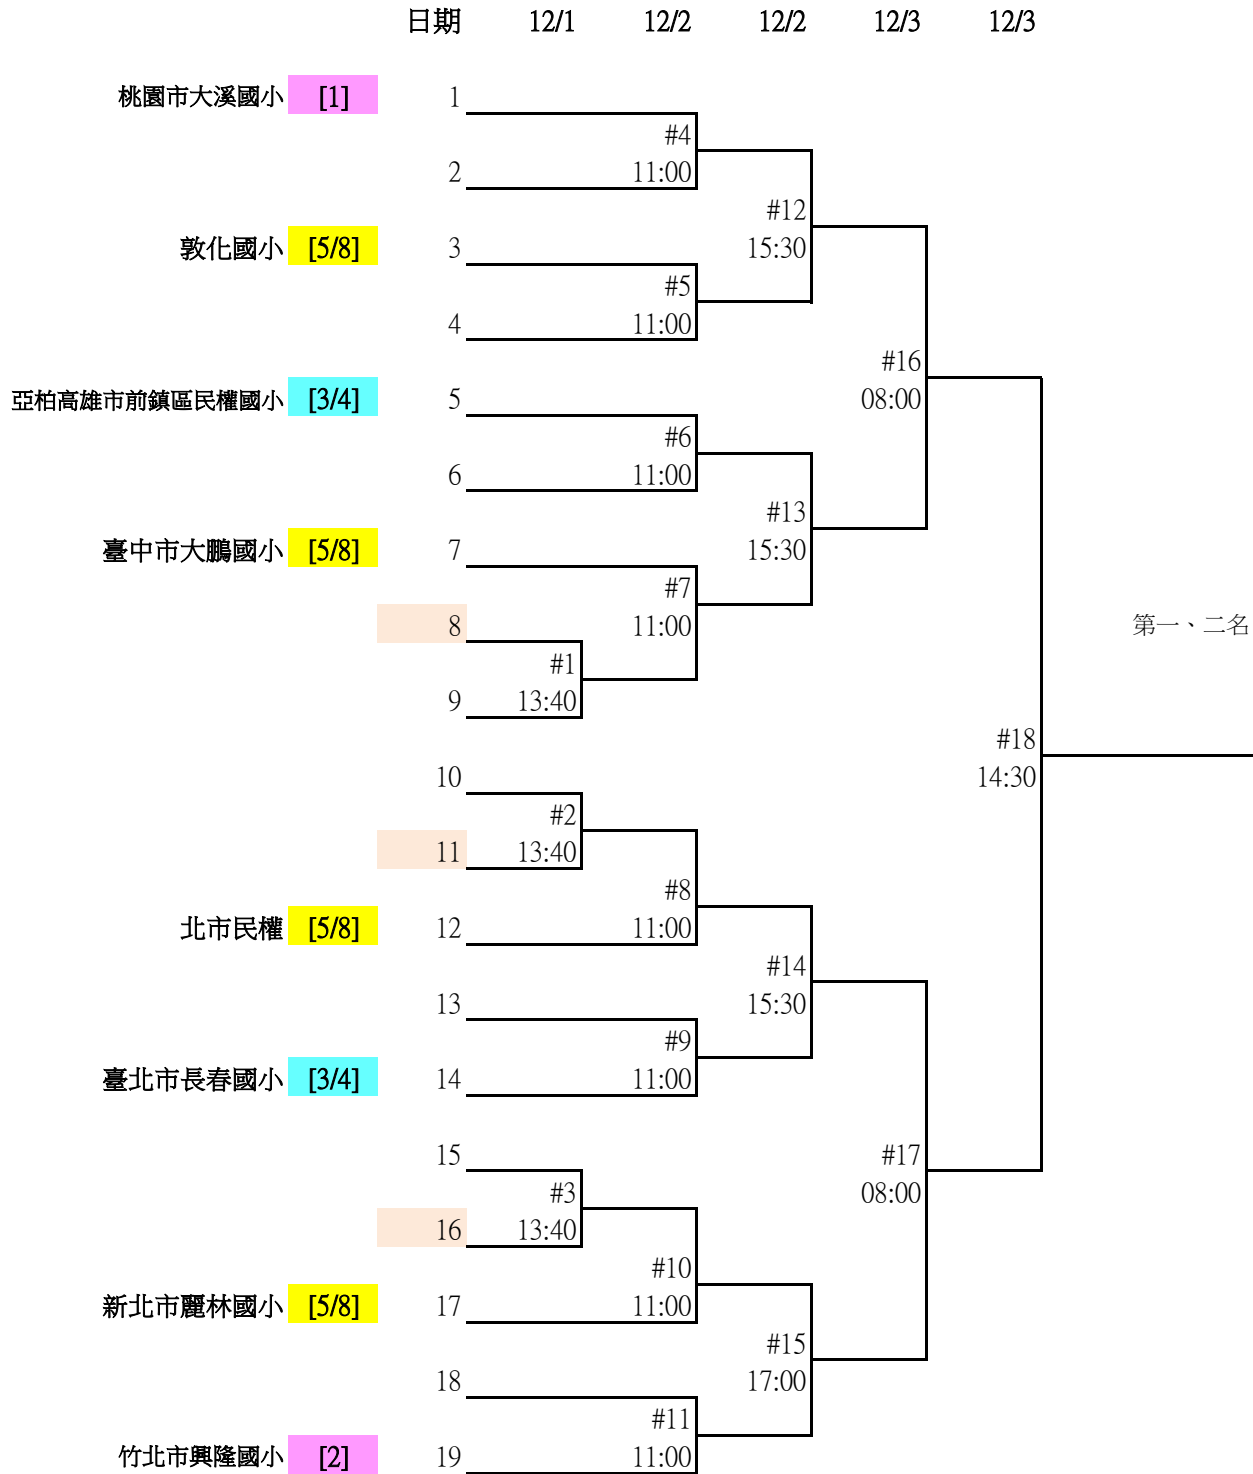 日期 12/1 12/2 12/2 12/3 12/3
桃園市大溪國小 [1] 1
#4
2 11:00
#12
敦化國小 [5/8] 3 15:30
#5
4 11:00
#16
亞柏高雄市前鎮區民權國小 [3/4] 5 08:00
#6
6 11:00
#13
臺中市大鵬國小 [5/8] 7 15:30
#7
8 11:00 第一、二名
#1
9 13:40
#18
10 14:30
#2
11 13:40
#8
北市民權 [5/8] 12 11:00
#14
13 15:30
#9
臺北市長春國小 [3/4] 14 11:00
15 #17
#3 08:00
16 13:40
#10
新北市麗林國小 [5/8] 17 11:00
#15
18 17:00
#11
竹北市興隆國小 [2] 19 11:00